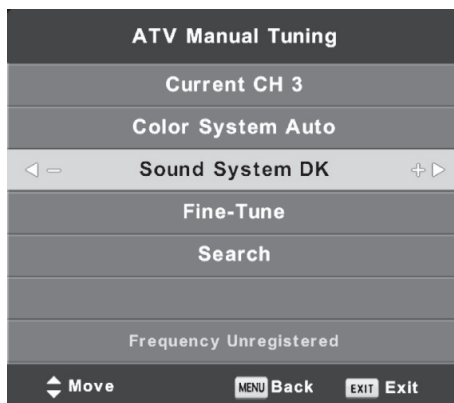 ATV Manual Tuning
Current CH 3
Color System Auto
Sound System DK
Fine-Tune
Search
Frequency Unregistered
Move MENU Back EXIT Exit